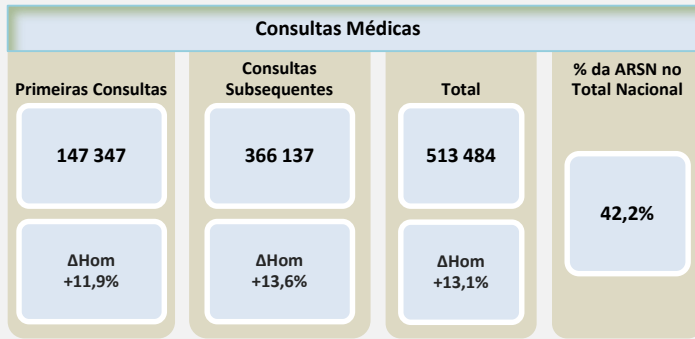 Consultas Médicas
Primeiras Consultas
147 347
ΔHom
+11,9%
Consultas
Subsequentes
366 137
ΔHom
+13,6%
Total
513 484
ΔHom
+13,1%
% da ARSN no
Total Nacional
42,2%